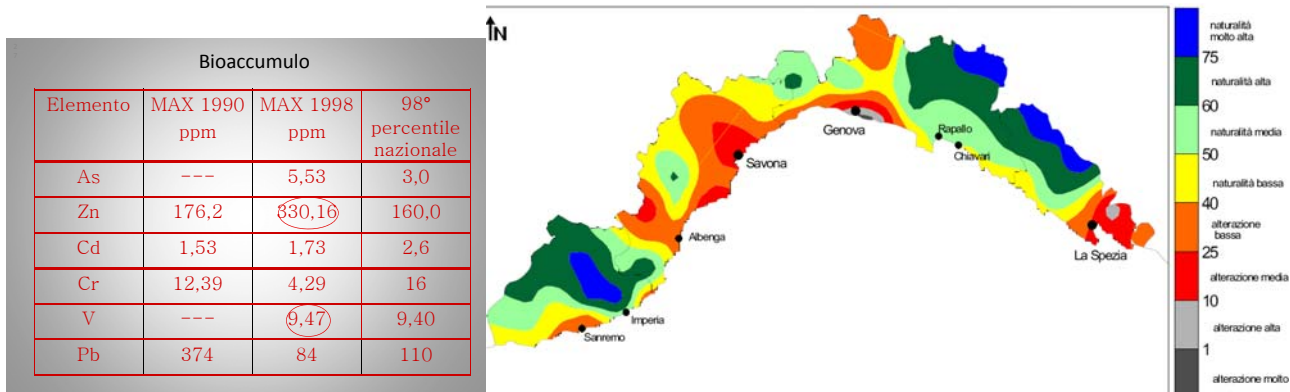 Bioaccumulo
Elemento MAX 1990 MAX 1998 98°
ppm ppm percentile
nazionale
As --- 5,53 3,0
Zn 176,2 330,16 160,0
Cd 1,53 1,73 2,6
Cr 12,39 4,29 16
V --- 9,47 9,40
Pb 374 84 110
N
Genova
Rapallo
Chiavari
Savona
Albenga
La Spezia
Imperia
Sanremo
naturalità
molto alta
75
naturalità alta
60
naturalità media
50
naturalità bassa
40
alterazione
bassa
25
alterazione media
10
alterazione alta
1
alterazione molto